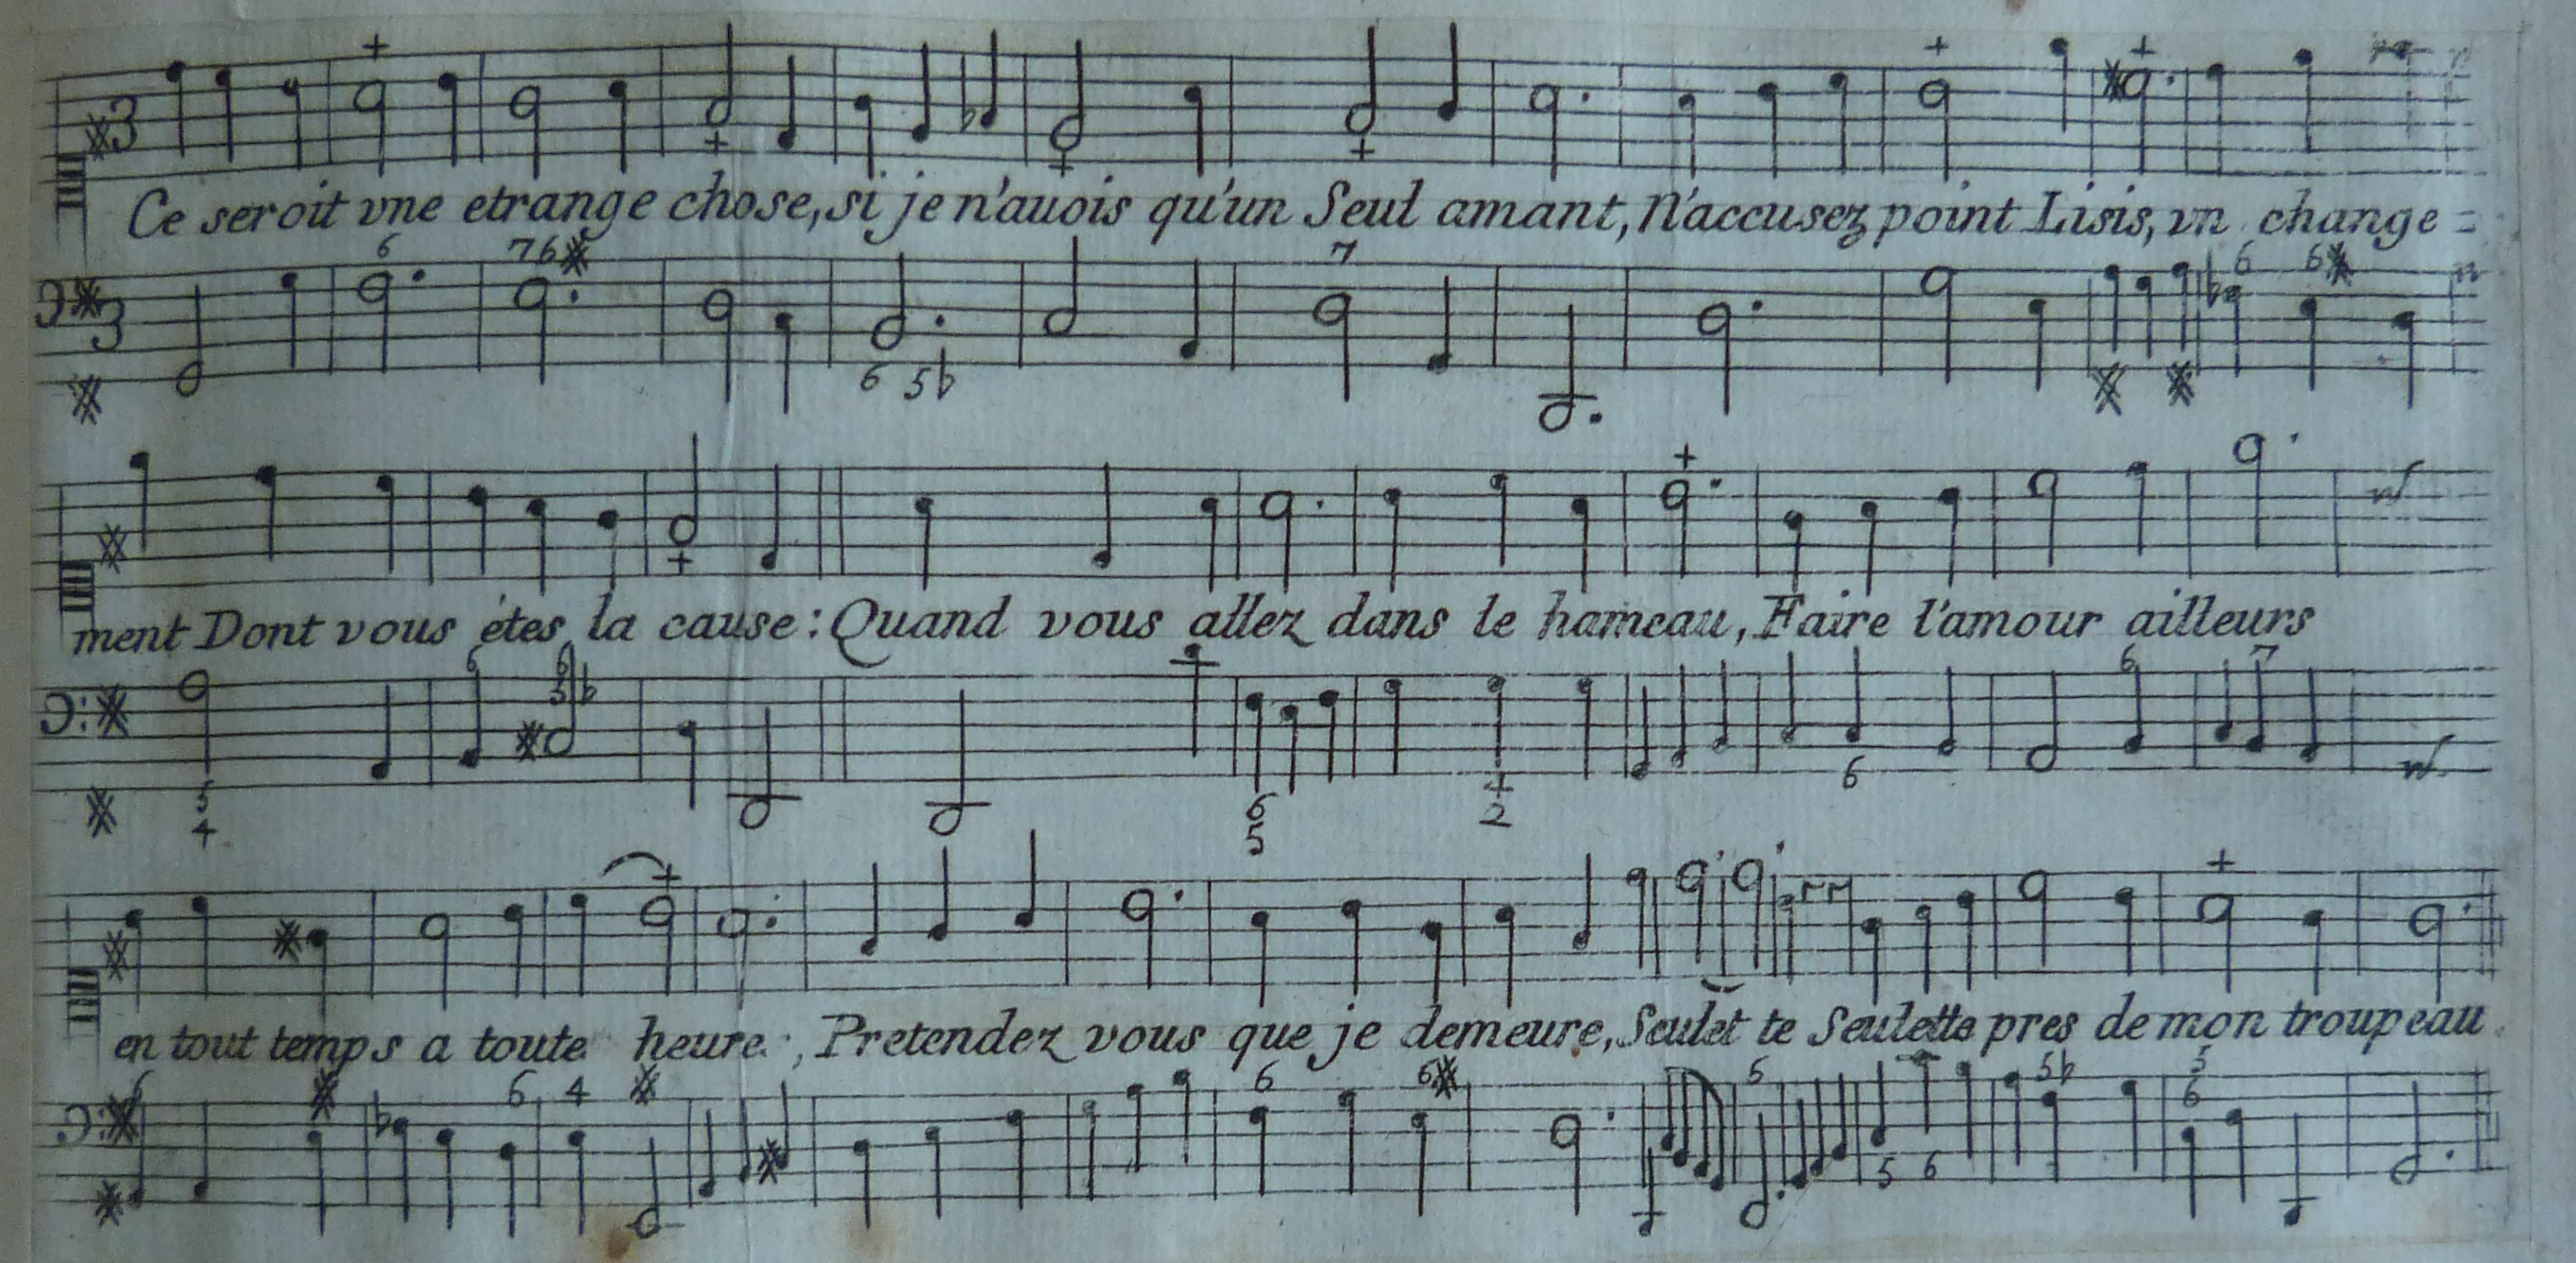 Ce seroit vne etrange chose, si je n'auois qu'un Seul amant, N'accusez point Lisis, vn change =
ment Dont vous étes la cause : Quand vous allez dans le hameau, Faire l'amour ailleurs
en tout temps a toute heure ; Pretendez vous que je demeure, Seulet te Seulette pres de mon troupeau